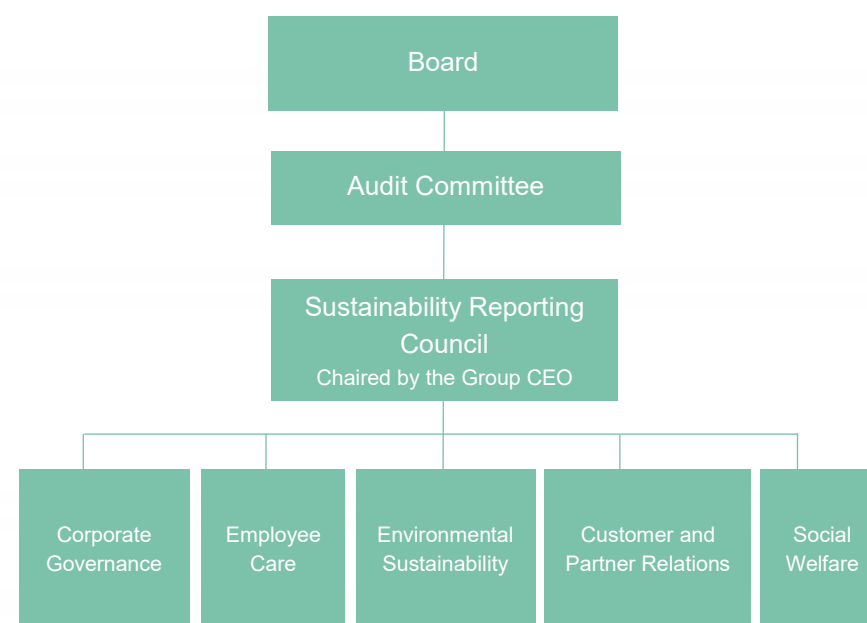 Board
Audit Committee
Sustainability Reporting
Council
Chaired by the Group CEO
Corporate
Governance
Employee
Care
Environmental
Sustainability
Customer and
Partner Relations
Social
Welfare